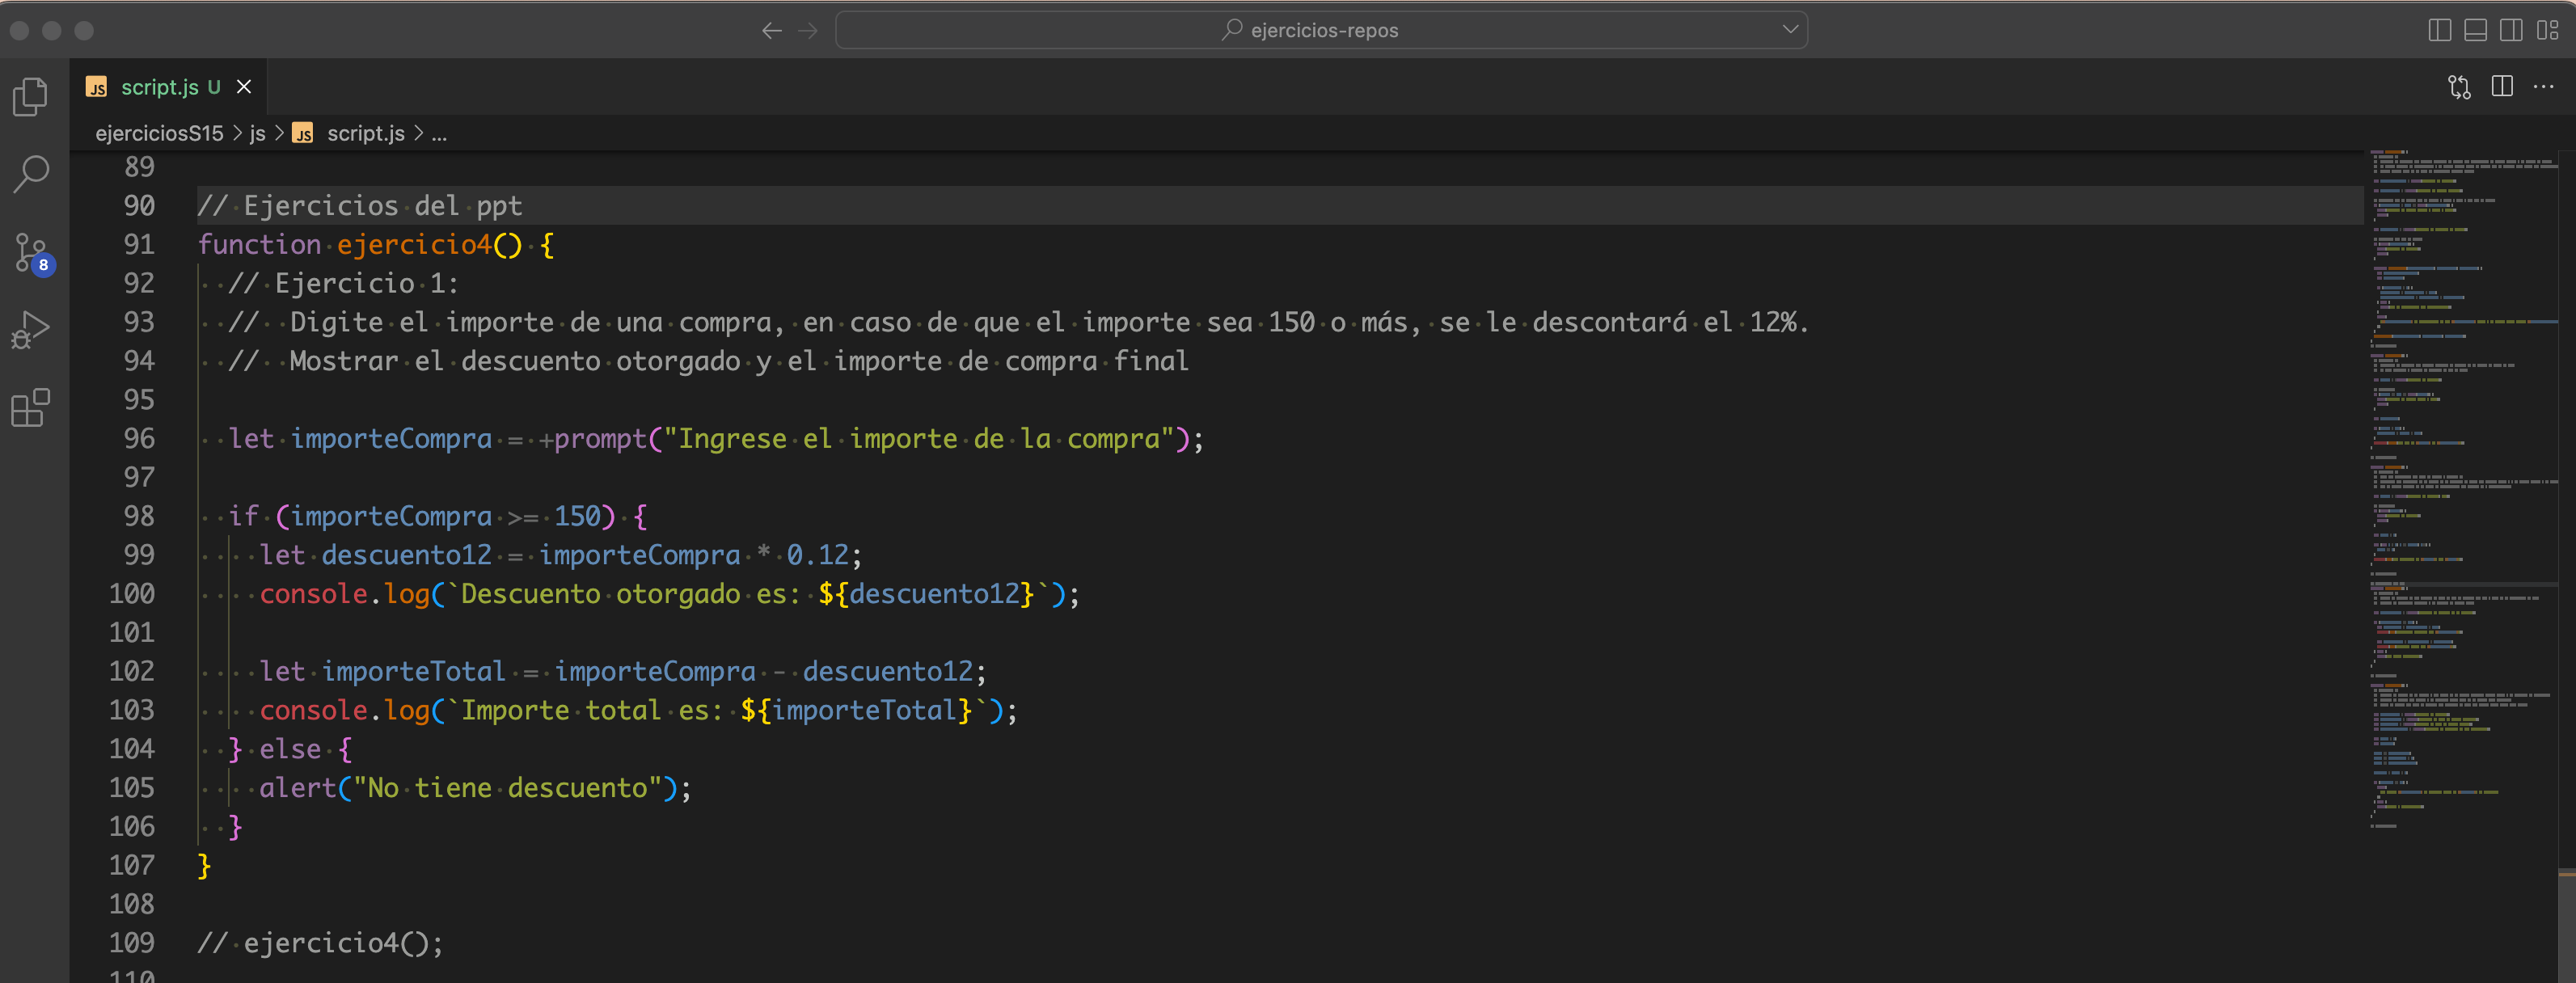 ejercicios-repos
JS script.js U
ejerciciosS15 > js > JS script.js > ...
8
89
90 // Ejercicios del ppt
91 function ejercicio4() {
92 // Ejercicio 1:
93 //  Digite el importe de una compra, en caso de que el importe sea 150 o más, se le descontará el 12%.
94 //  Mostrar el descuento otorgado y el importe de compra final
95
96 let importeCompra = +prompt("Ingrese el importe de la compra");
97
98 if (importeCompra >= 150) {
99 let descuento12 = importeCompra * 0.12;
100 console.log(`Descuento otorgado es: ${descuento12}`);
101
102 let importeTotal = importeCompra - descuento12;
103 console.log(`Importe total es: ${importeTotal}`);
104 } else {
105 alert("No tiene descuento");
106 }
107 }
108
109 // ejercicio4();
110